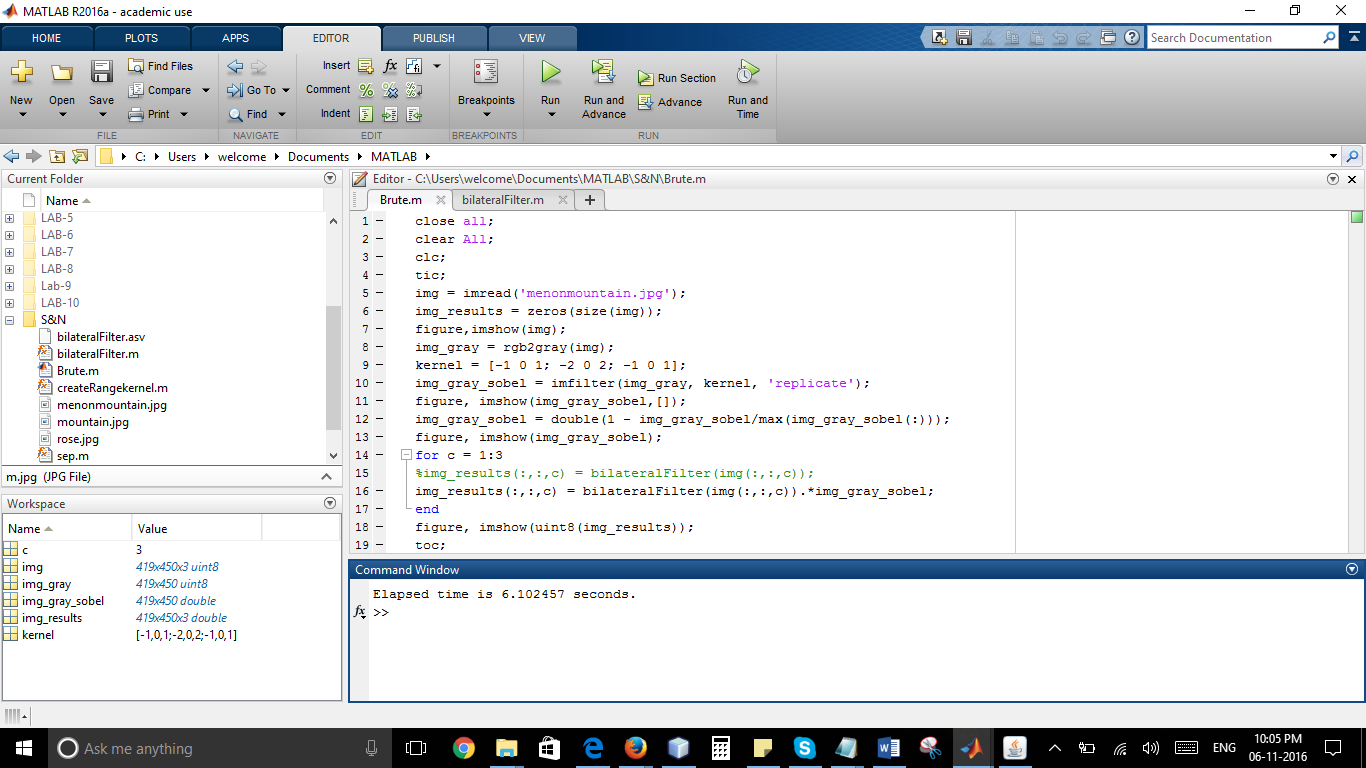 MATLAB R2016a - academic use
HOME PLOTS APPS EDITOR PUBLISH VIEW
Search Documentation
New Open Save
Find Files
Compare
Print
Go To
Find
Insert
Comment
Indent
Breakpoints
Run
Run and Advance
Run Section
Advance
Run and Time
FILE NAVIGATE EDIT BREAKPOINTS RUN
C: Users welcome Documents MATLAB
Current Folder
Name
LAB-5
LAB-6
LAB-7
LAB-8
Lab-9
LAB-10
S&N
bilateralFilter.asv
bilateralFilter.m
Brute.m
createRangekernel.m
menonmountain.jpg
mountain.jpg
rose.jpg
sep.m
m.jpg (JPG File)
Workspace
Name Value
c 3
img 419x450x3 uint8
img_gray 419x450 uint8
img_gray_sobel 419x450 double
img_results 419x450x3 double
kernel [-1,0,1;-2,0,2;-1,0,1]
Editor - C:\Users\welcome\Documents\MATLAB\S&N\Brute.m
Brute.m bilateralFilter.m +
1 – close all;
2 – clear All;
3 – clc;
4 – tic;
5 – img = imread('menonmountain.jpg');
6 – img_results = zeros(size(img));
7 – figure,imshow(img);
8 – img_gray = rgb2gray(img);
9 – kernel = [-1 0 1; -2 0 2; -1 0 1];
10 – img_gray_sobel = imfilter(img_gray, kernel, 'replicate');
11 – figure, imshow(img_gray_sobel,[]);
12 – img_gray_sobel = double(1 - img_gray_sobel/max(img_gray_sobel(:)));
13 – figure, imshow(img_gray_sobel);
14 – for c = 1:3
15 %img_results(:,:,c) = bilateralFilter(img(:,:,c));
16 – img_results(:,:,c) = bilateralFilter(img(:,:,c)).*img_gray_sobel;
17 – end
18 – figure, imshow(uint8(img_results));
19 – toc;
Command Window
Elapsed time is 6.102457 seconds.
fx >>
Ask me anything
ENG
10:05 PM
06-11-2016